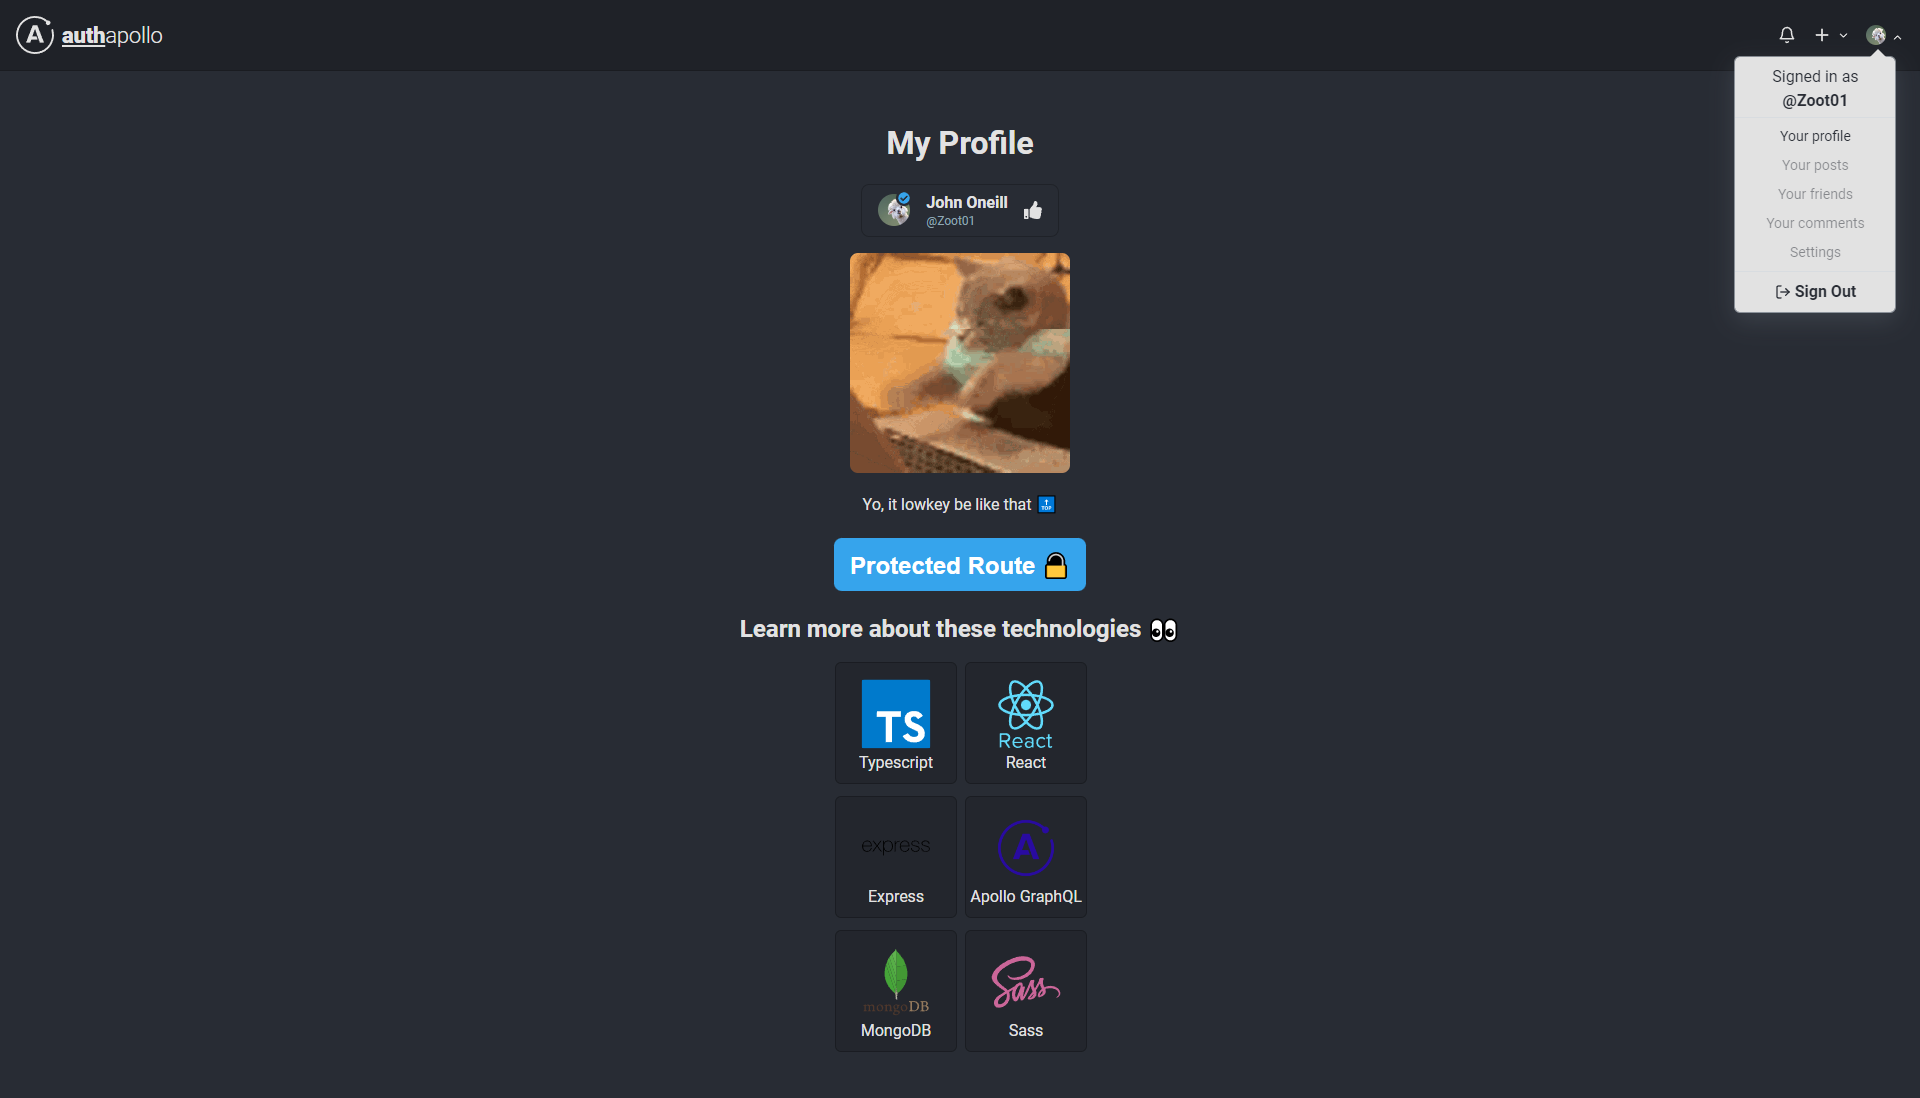 authapollo
Signed in as
@Zoot01
Your profile
Your posts
Your friends
Your comments
Settings
Sign Out
My Profile
John Oneill
@Zoot01
Yo, it lowkey be like that 🔝
Protected Route 🔒
Learn more about these technologies 👀
TS
Typescript
React
React
express
Express
Apollo GraphQL
mongoDB
MongoDB
Sass
Sass